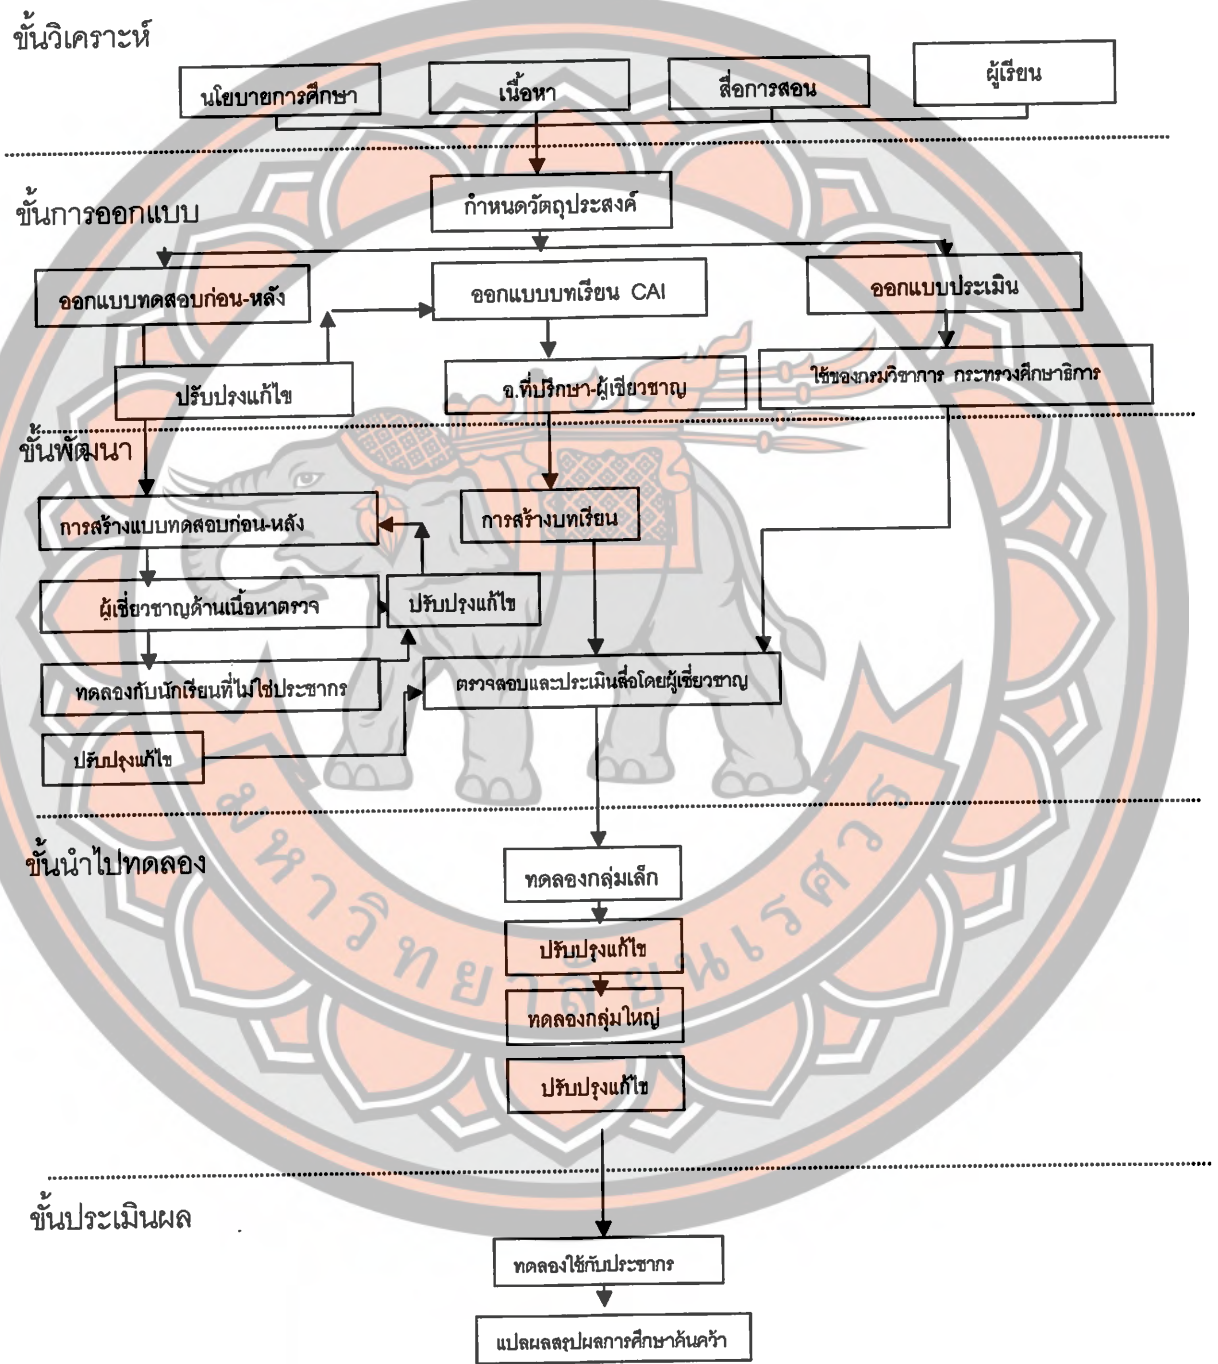 ขั้นวิเคราะห์
นโยบายการศึกษา
เนื้อหา
สื่อการสอน
ผู้เรียน
ขั้นการออกแบบ
กำหนดวัตถุประสงค์
ออกแบบทดสอบก่อน-หลัง
ออกแบบบทเรียน CAI
ออกแบบประเมิน
ปรับปรุงแก้ไข
อ.ที่ปรึกษา-ผู้เชี่ยวชาญ
ใช้ของกรมวิชาการ กระทรวงศึกษาธิการ
ขั้นพัฒนา
การสร้างแบบทดสอบก่อน-หลัง
การสร้างบทเรียน
ผู้เชี่ยวชาญด้านเนื้อหาตรวจ
ปรับปรุงแก้ไข
ทดลองกับนักเรียนที่ไม่ใช่ประชากร
ตรวจสอบและประเมินสื่อโดยผู้เชี่ยวชาญ
ปรับปรุงแก้ไข
ขั้นนำไปทดลอง
ทดลองกลุ่มเล็ก
ปรับปรุงแก้ไข
ทดลองกลุ่มใหญ่
ปรับปรุงแก้ไข
มหาวิทยาลัยนเรศวร
ขั้นประเมินผล
ทดลองใช้กับประชากร
แปลผลสรุปผลการศึกษาค้นคว้า